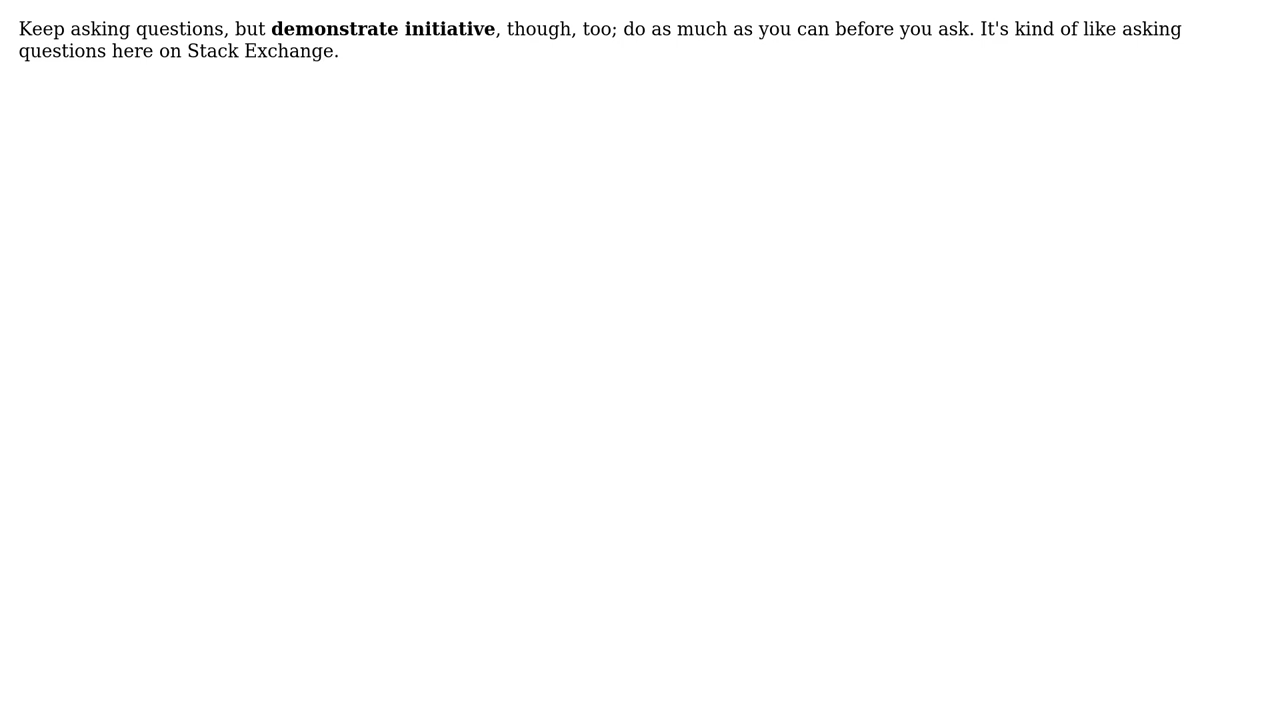 Keep asking questions, but demonstrate initiative, though, too; do as much as you can before you ask. It's kind of like asking
questions here on Stack Exchange.